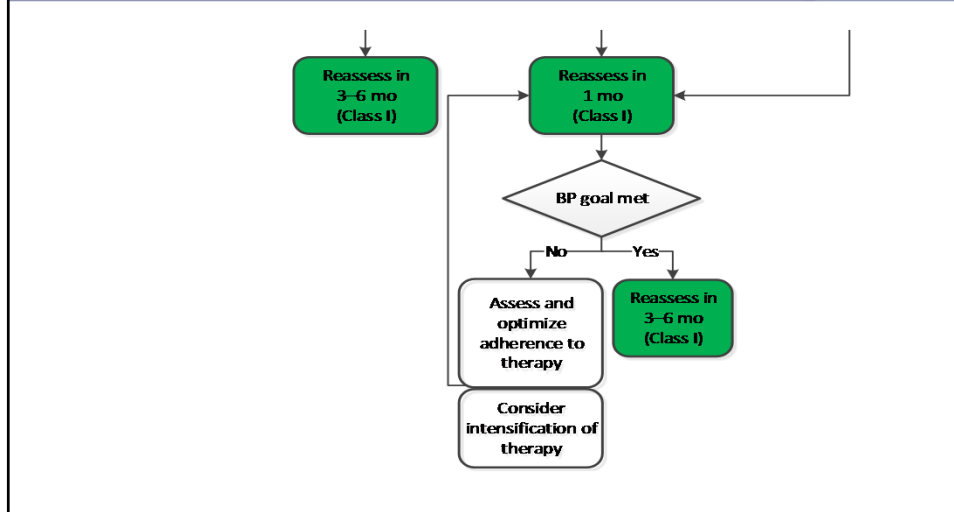 Reassess in
3–6 mo
(Class I)
Reassess in
1 mo
(Class I)
BP goal met
No
Yes
Assess and
optimize
adherence to
therapy
Reassess in
3–6 mo
(Class I)
Consider
intensification of
therapy